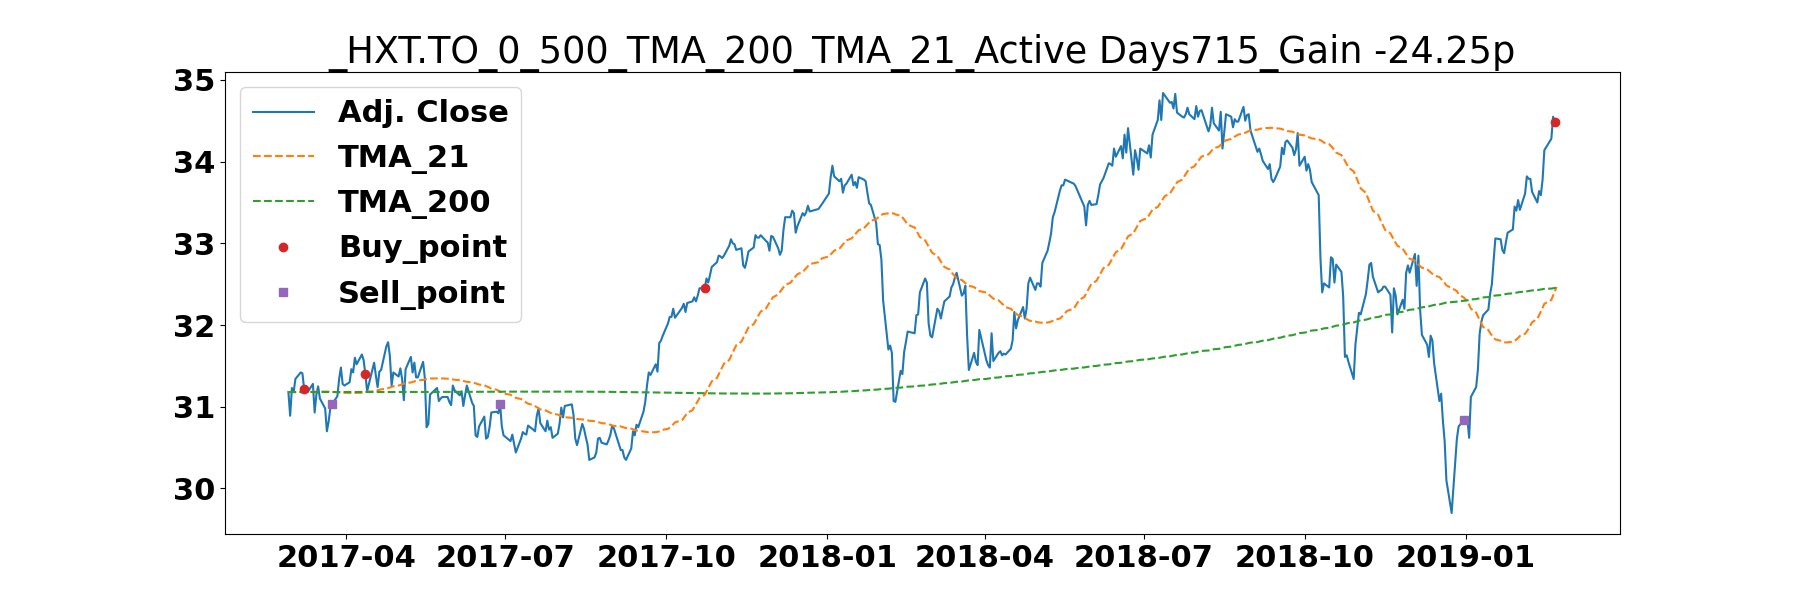 _HXT.TO_0_500_TMA_200_TMA_21_Active Days715_Gain -24.25p
35
34
33
32
31
30
Adj. Close
TMA_21
TMA_200
Buy_point
Sell_point
2017-04 2017-07 2017-10 2018-01 2018-04 2018-07 2018-10 2019-01